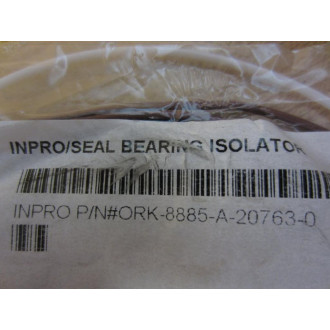 INPRO/SEAL BEARING ISOLATOR
INPRO P/N#ORK-8885-A-20763-0